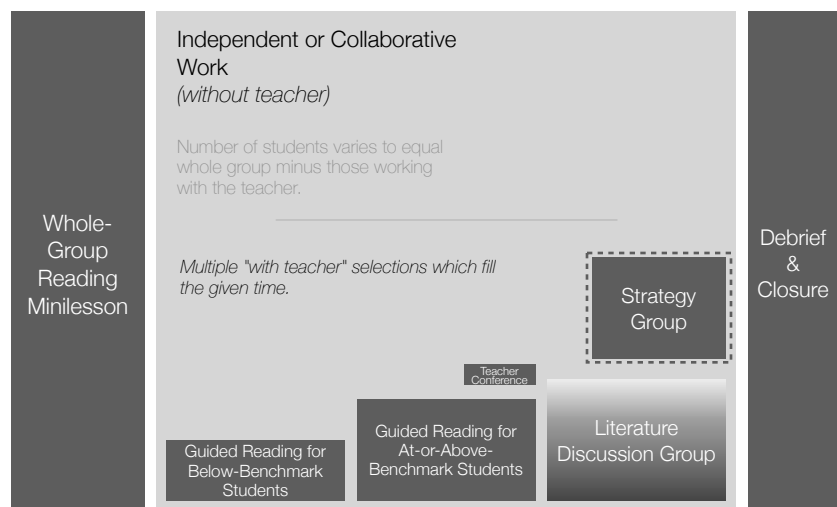 Whole-
Group
Reading
Minilesson
Independent or Collaborative
Work
(without teacher)
Number of students varies to equal
whole group minus those working
with the teacher.
Multiple "with teacher" selections which fill
the given time.
Strategy
Group
Teacher
Conference
Guided Reading for
Below-Benchmark
Students
Guided Reading for
At-or-Above-
Benchmark Students
Literature
Discussion Group
Debrief
&
Closure